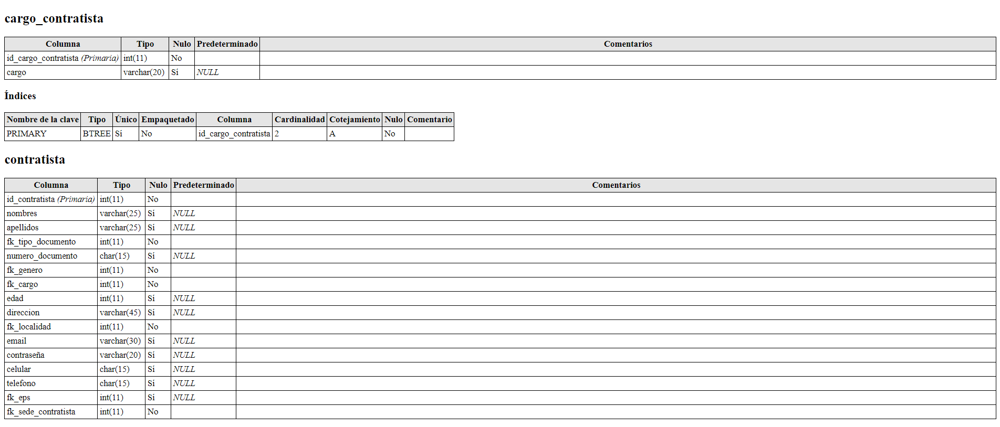 cargo_contratista
Columna Tipo Nulo Predeterminado Comentarios
id_cargo_contratista (Primaria) int(11) No
cargo varchar(20) Sí NULL
Índices
Nombre de la clave Tipo Único Empaquetado Columna Cardinalidad Cotejamiento Nulo Comentario
PRIMARY BTREE Sí No id_cargo_contratista 2 A No
contratista
Columna Tipo Nulo Predeterminado Comentarios
id_contratista (Primaria) int(11) No
nombres varchar(25) Sí NULL
apellidos varchar(25) Sí NULL
fk_tipo_documento int(11) No
numero_documento char(15) Sí NULL
fk_genero int(11) No
fk_cargo int(11) No
edad int(11) Sí NULL
direccion varchar(45) Sí NULL
fk_localidad int(11) No
email varchar(30) Sí NULL
contraseña varchar(20) Sí NULL
celular char(15) Sí NULL
telefono char(15) Sí NULL
fk_eps int(11) Sí NULL
fk_sede_contratista int(11) No